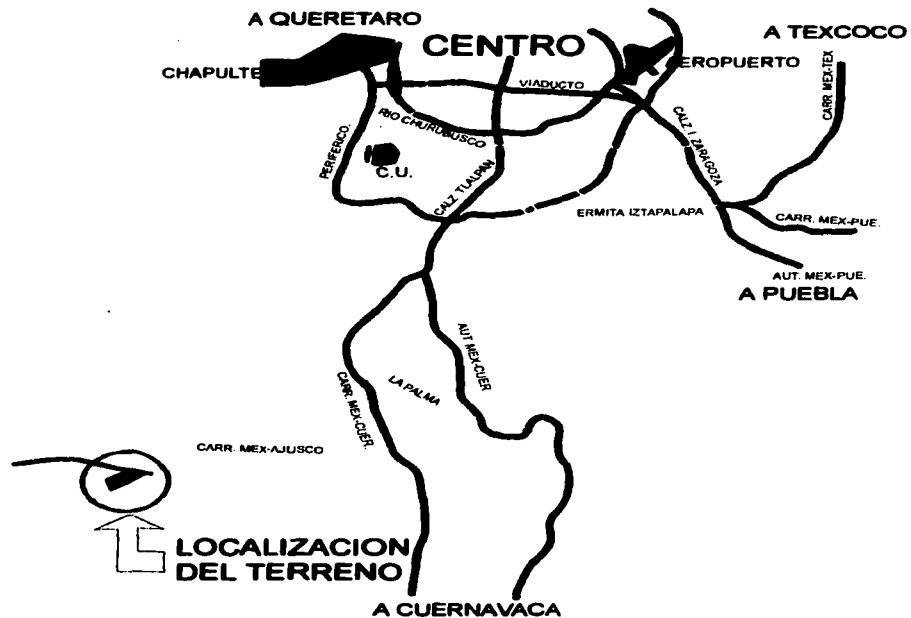 A QUERETARO
CENTRO
A TEXCOCO
CHAPULTE
AEROPUERTO
VIADUCTO
CARR MEX-TEX
RIO CHURUBUSCO
PERIFERICO.
C.U.
CALZ TLALPAN
CALZ I ZARAGOZA
ERMITA IZTAPALAPA
CARR. MEX-PUE.
AUT. MEX-PUE.
A PUEBLA
AUT MEX-CUER
LA PALMA
CARR. MEX-CUER.
CARR. MEX-AJUSCO
LOCALIZACION
DEL TERRENO
A CUERNAVACA